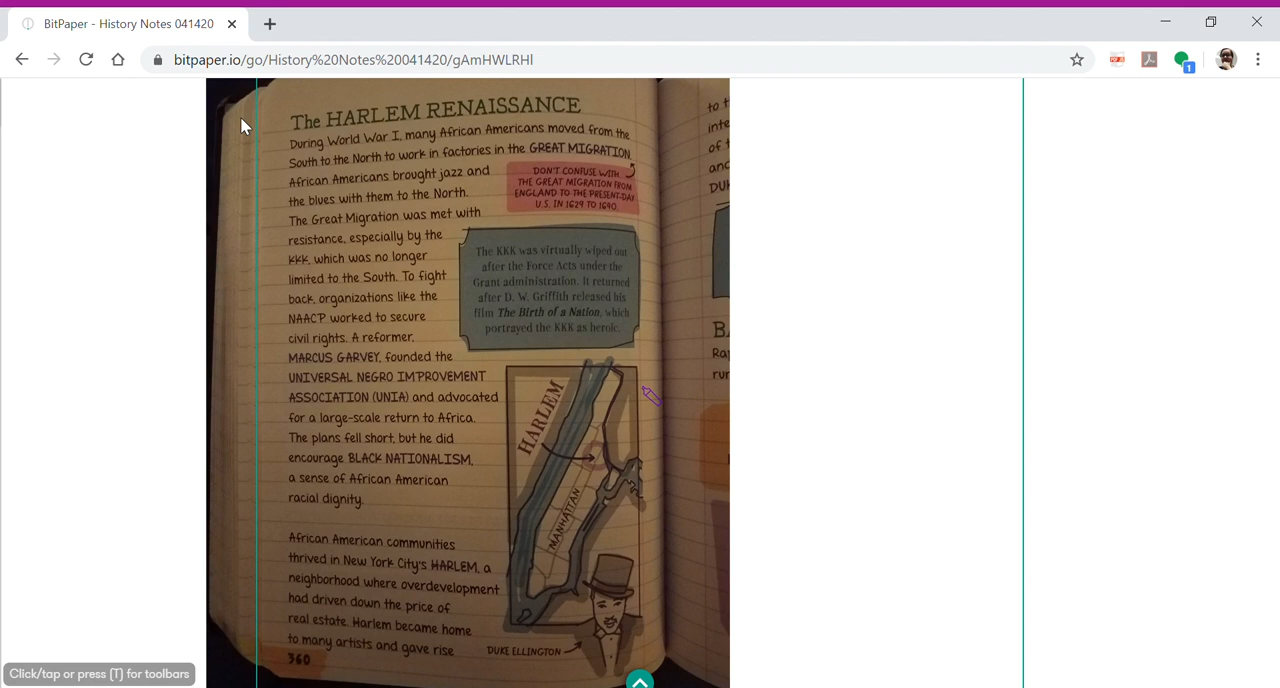 BitPaper - History Notes 041420
bitpaper.io/go/History%20Notes%20041420/gAmHWLRHl
1
The HARLEM RENAISSANCE
During World War I, many African Americans moved from the
South to the North to work in factories in the GREAT MIGRATION.
African Americans brought jazz and
the blues with them to the North.
The Great Migration was met with
resistance, especially by the
KKK, which was no longer
limited to the South. To fight
back, organizations like the
NAACP worked to secure
civil rights. A reformer,
MARCUS GARVEY, founded the
UNIVERSAL NEGRO IMPROVEMENT
ASSOCIATION (UNIA) and advocated
for a large-scale return to Africa.
The plans fell short, but he did
encourage BLACK NATIONALISM,
a sense of African American
racial dignity.
DON'T CONFUSE WITH
THE GREAT MIGRATION FROM
ENGLAND TO THE PRESENT-DAY
U.S. IN 1629 TO 1640.
The KKK was virtually wiped out
after the Force Acts under the
Grant administration. It returned
after D. W. Griffith released his
film The Birth of a Nation, which
portrayed the KKK as heroic.
HARLEM
MANHATTAN
African American communities
thrived in New York City's HARLEM, a
neighborhood where overdevelopment
had driven down the price of
real estate. Harlem became home
to many artists and gave rise
DUKE ELLINGTON
360
to
of
Click/tap or press (T) for toolbars